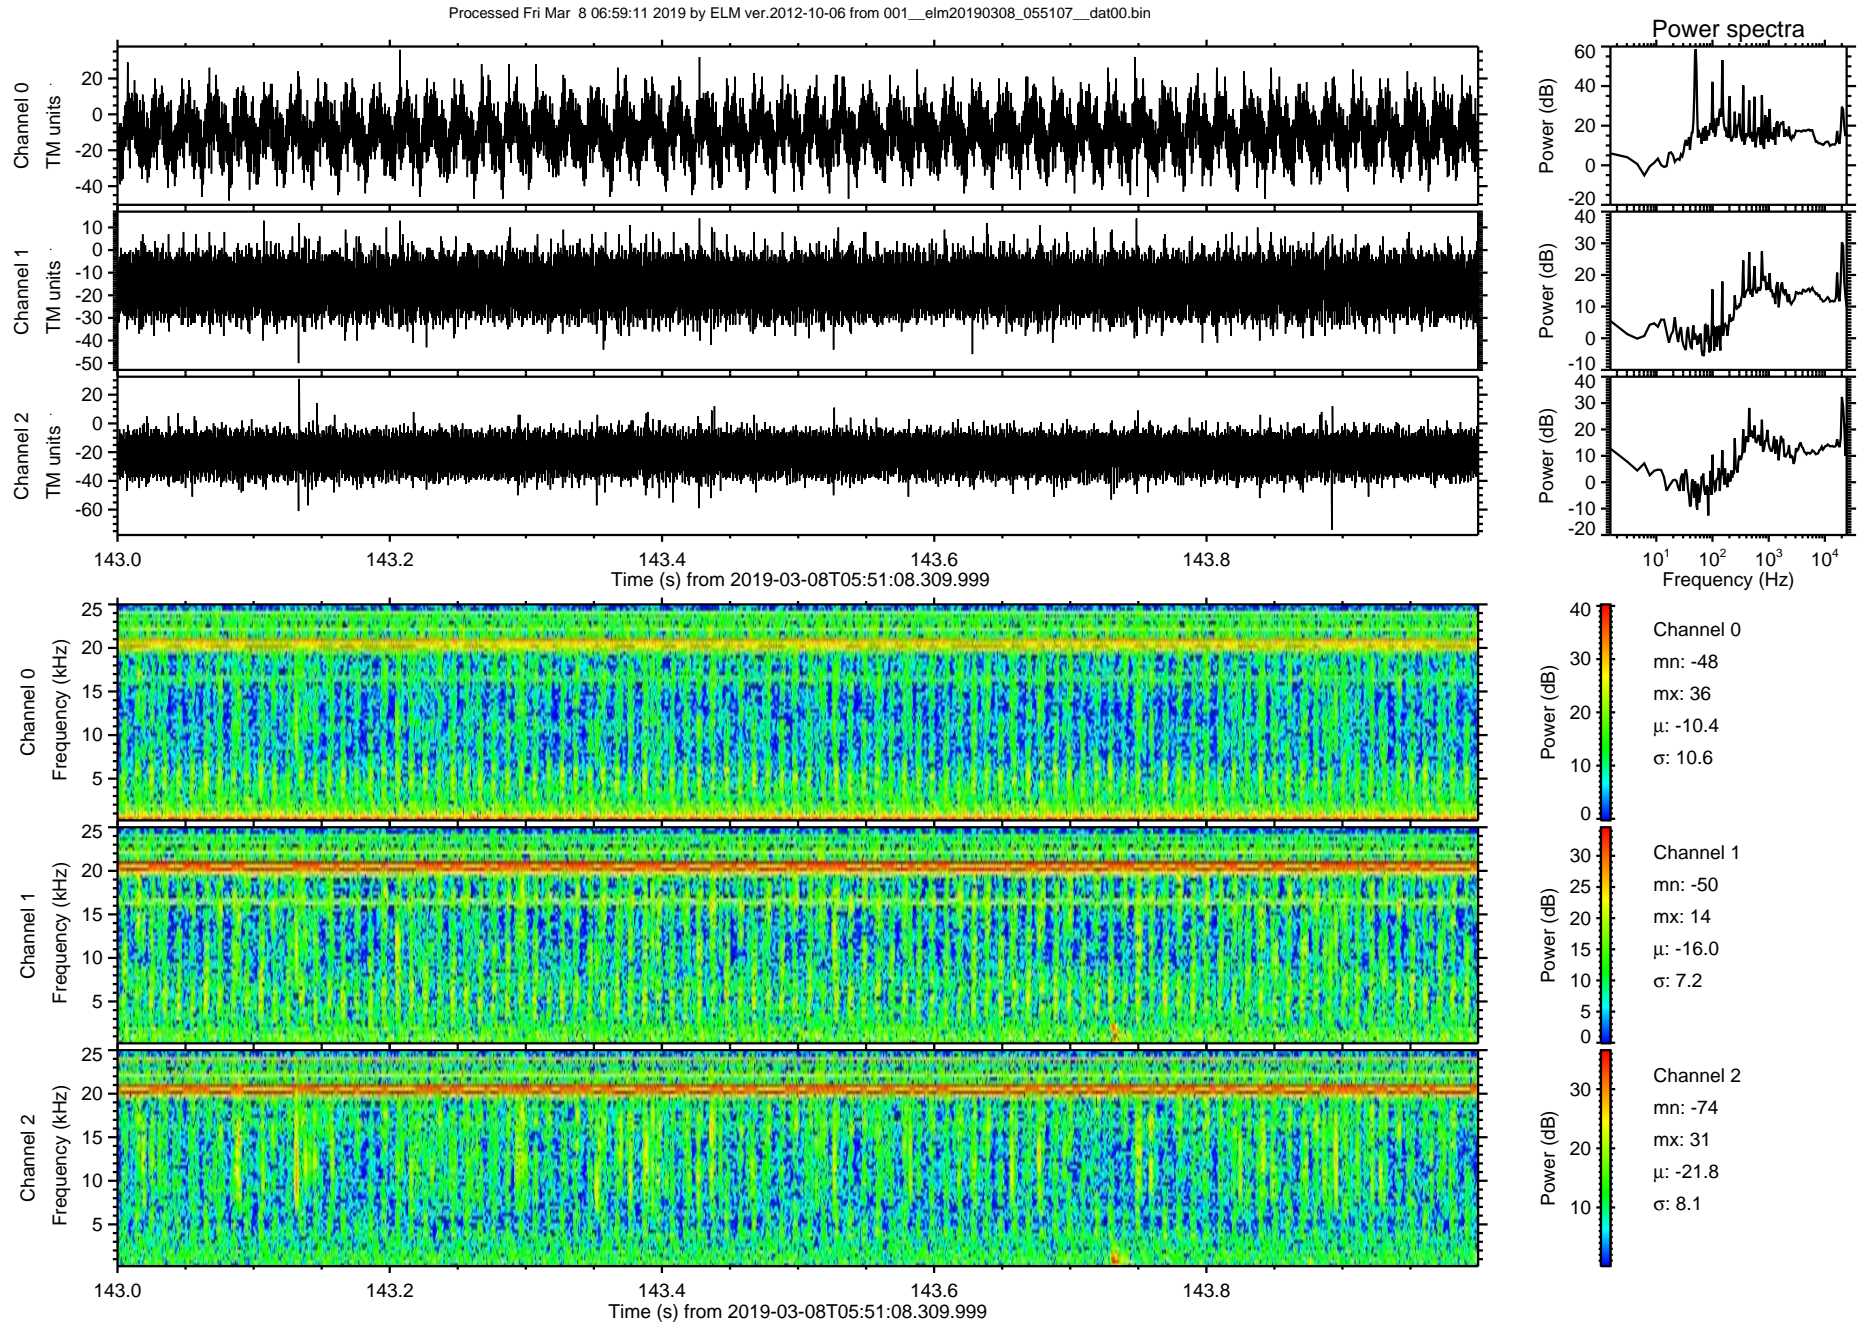 Processed Fri Mar  8 06:59:11 2019 by ELM ver.2012-10-06 from 001__elm20190308_055107__dat00.bin
Power spectra
Channel 0
TM units
20
0
-20
-40
Power (dB)
60
40
20
0
-20
Channel 1
TM units
10
0
-10
-20
-30
-40
-50
Power (dB)
40
30
20
10
0
-10
Channel 2
TM units
20
0
-20
-40
-60
Power (dB)
40
30
20
10
0
-10
-20
143.0 143.2 143.4 143.6 143.8
Time (s) from 2019-03-08T05:51:08.309.999
10^1 10^2 10^3 10^4
Frequency (Hz)
Channel 0
Frequency (kHz)
25
20
15
10
5
Power (dB)
40
30
20
10
0
Channel 0
mn: -48
mx: 36
μ: -10.4
σ: 10.6
Channel 1
Frequency (kHz)
25
20
15
10
5
Power (dB)
30
25
20
15
10
5
0
Channel 1
mn: -50
mx: 14
μ: -16.0
σ: 7.2
Channel 2
Frequency (kHz)
25
20
15
10
5
Power (dB)
30
20
10
Channel 2
mn: -74
mx: 31
μ: -21.8
σ: 8.1
143.0 143.2 143.4 143.6 143.8
Time (s) from 2019-03-08T05:51:08.309.999